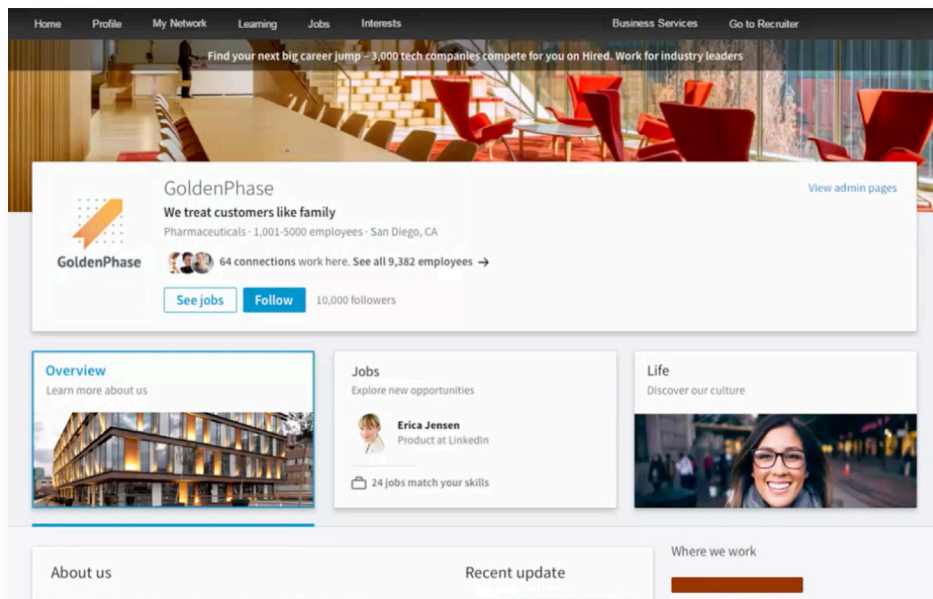 Home Profile My Network Learning Jobs Interests Business Services Go to Recruiter
Find your next big career jump – 3,000 tech companies compete for you on Hired. Work for industry leaders
GoldenPhase
View admin pages
We treat customers like family
Pharmaceuticals · 1,001-5000 employees · San Diego, CA
GoldenPhase
64 connections work here. See all 9,382 employees →
See jobs Follow 10,000 followers
Overview
Learn more about us
Jobs
Explore new opportunities
Erica Jensen
Product at LinkedIn
24 jobs match your skills
Life
Discover our culture
About us
Recent update
Where we work